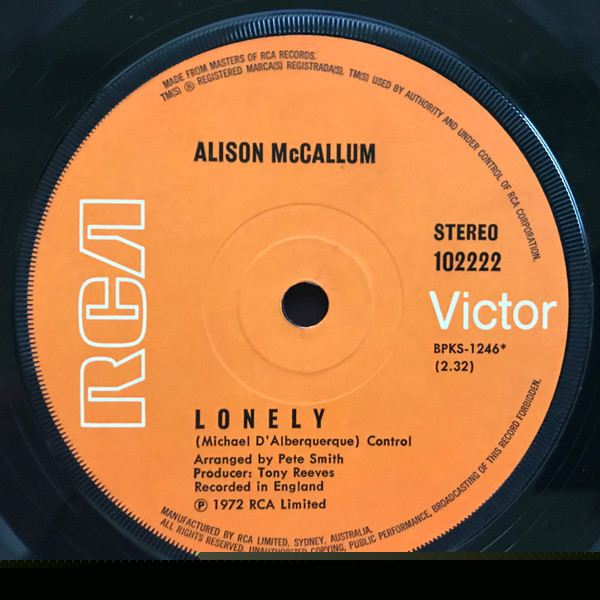 MADE FROM MASTERS OF RCA RECORDS.
TM(S) ® REGISTERED MARCA(S) REGISTRADA(S). TM(S) USED BY AUTHORITY AND UNDER CONTROL OF RCA CORPORATION.
ALISON McCALLUM
STEREO
102222
RCA
Victor
BPKS-1246*
(2.32)
LONELY
(Michael D'Alberquerque) Control
Arranged by Pete Smith
Producer: Tony Reeves
Recorded in England
Ⓟ 1972 RCA Limited
MANUFACTURED BY RCA LIMITED, SYDNEY, AUSTRALIA.
ALL RIGHTS RESERVED. UNAUTHORIZED COPYING, PUBLIC PERFORMANCE, BROADCASTING OF THIS RECORD FORBIDDEN.